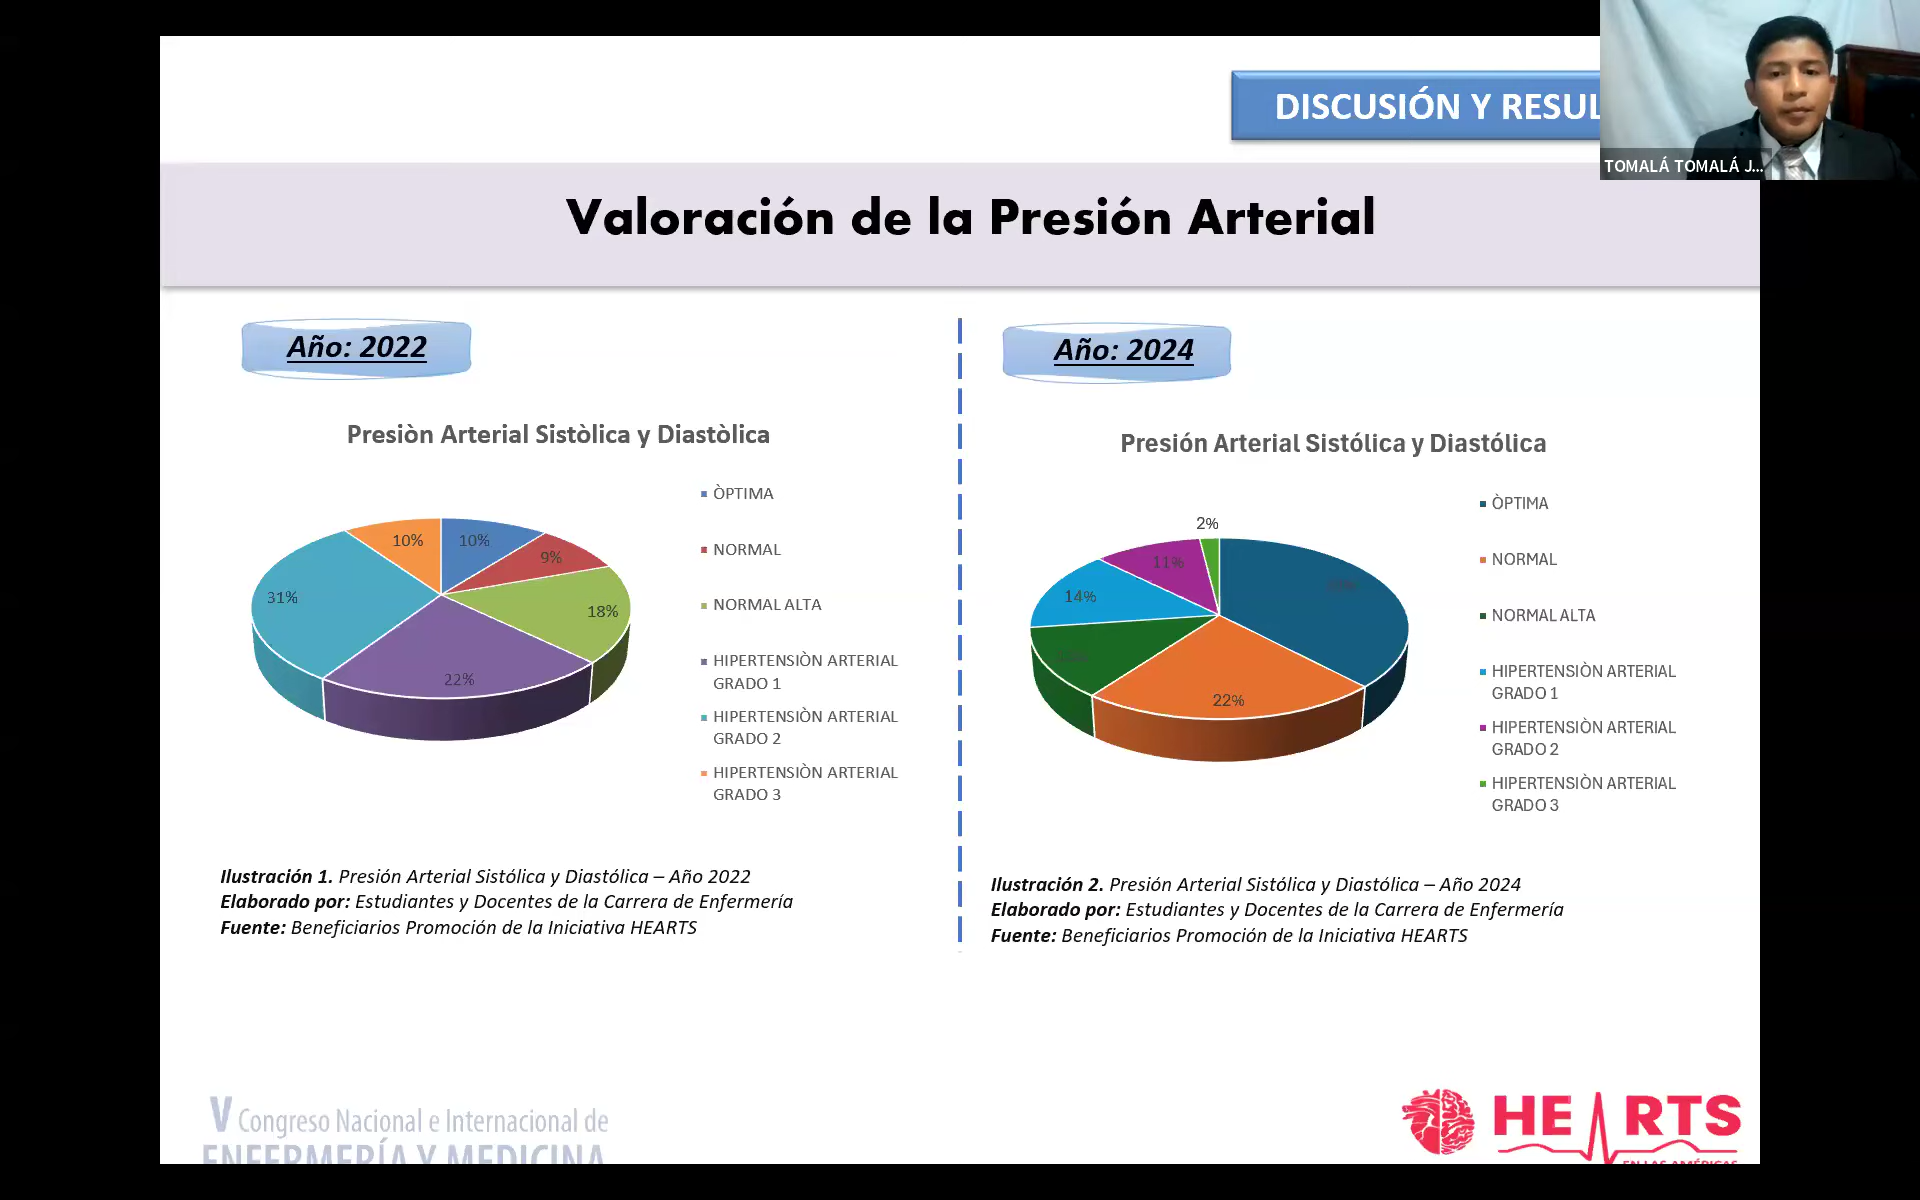 DISCUSIÓN Y RESUL
TOMALÁ TOMALÁ J...
Valoración de la Presión Arterial
Año: 2022
Presiòn Arterial Sistòlica y Diastòlica
10%
9%
18%
22%
31%
10%
ÒPTIMA
NORMAL
NORMAL ALTA
HIPERTENSIÒN ARTERIAL
GRADO 1
HIPERTENSIÒN ARTERIAL
GRADO 2
HIPERTENSIÒN ARTERIAL
GRADO 3
Ilustración 1. Presión Arterial Sistólica y Diastólica – Año 2022
Elaborado por: Estudiantes y Docentes de la Carrera de Enfermería
Fuente: Beneficiarios Promoción de la Iniciativa HEARTS
Año: 2024
Presión Arterial Sistólica y Diastólica
2%
11%
14%
22%
ÒPTIMA
NORMAL
NORMAL ALTA
HIPERTENSIÒN ARTERIAL
GRADO 1
HIPERTENSIÒN ARTERIAL
GRADO 2
HIPERTENSIÒN ARTERIAL
GRADO 3
Ilustración 2. Presión Arterial Sistólica y Diastólica – Año 2024
Elaborado por: Estudiantes y Docentes de la Carrera de Enfermería
Fuente: Beneficiarios Promoción de la Iniciativa HEARTS
V Congreso Nacional e Internacional de
ENFERMERÍA Y MEDICINA
HEARTS
EN LAS AMÉRICAS